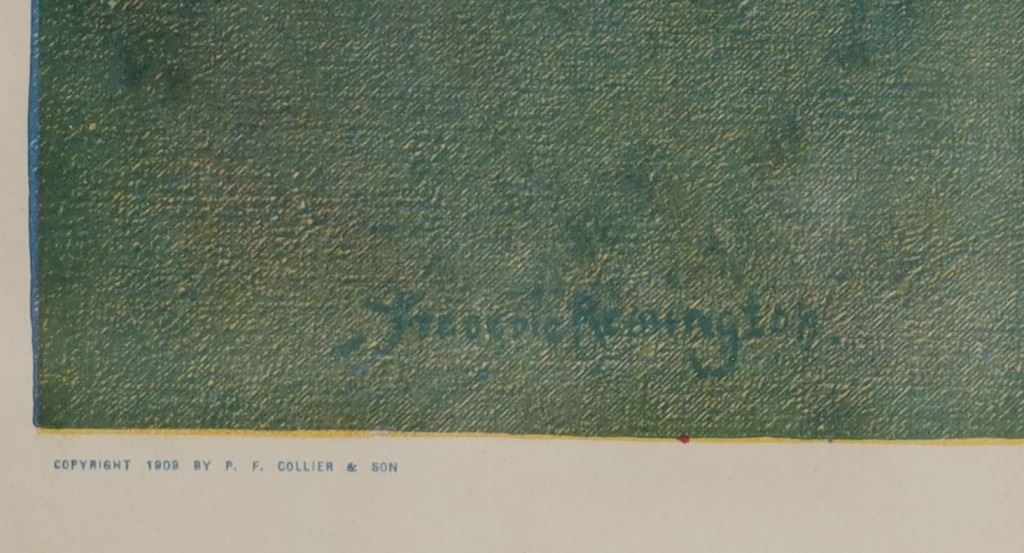 Frederic Remington.
COPYRIGHT 1909 BY P. F. COLLIER & SON